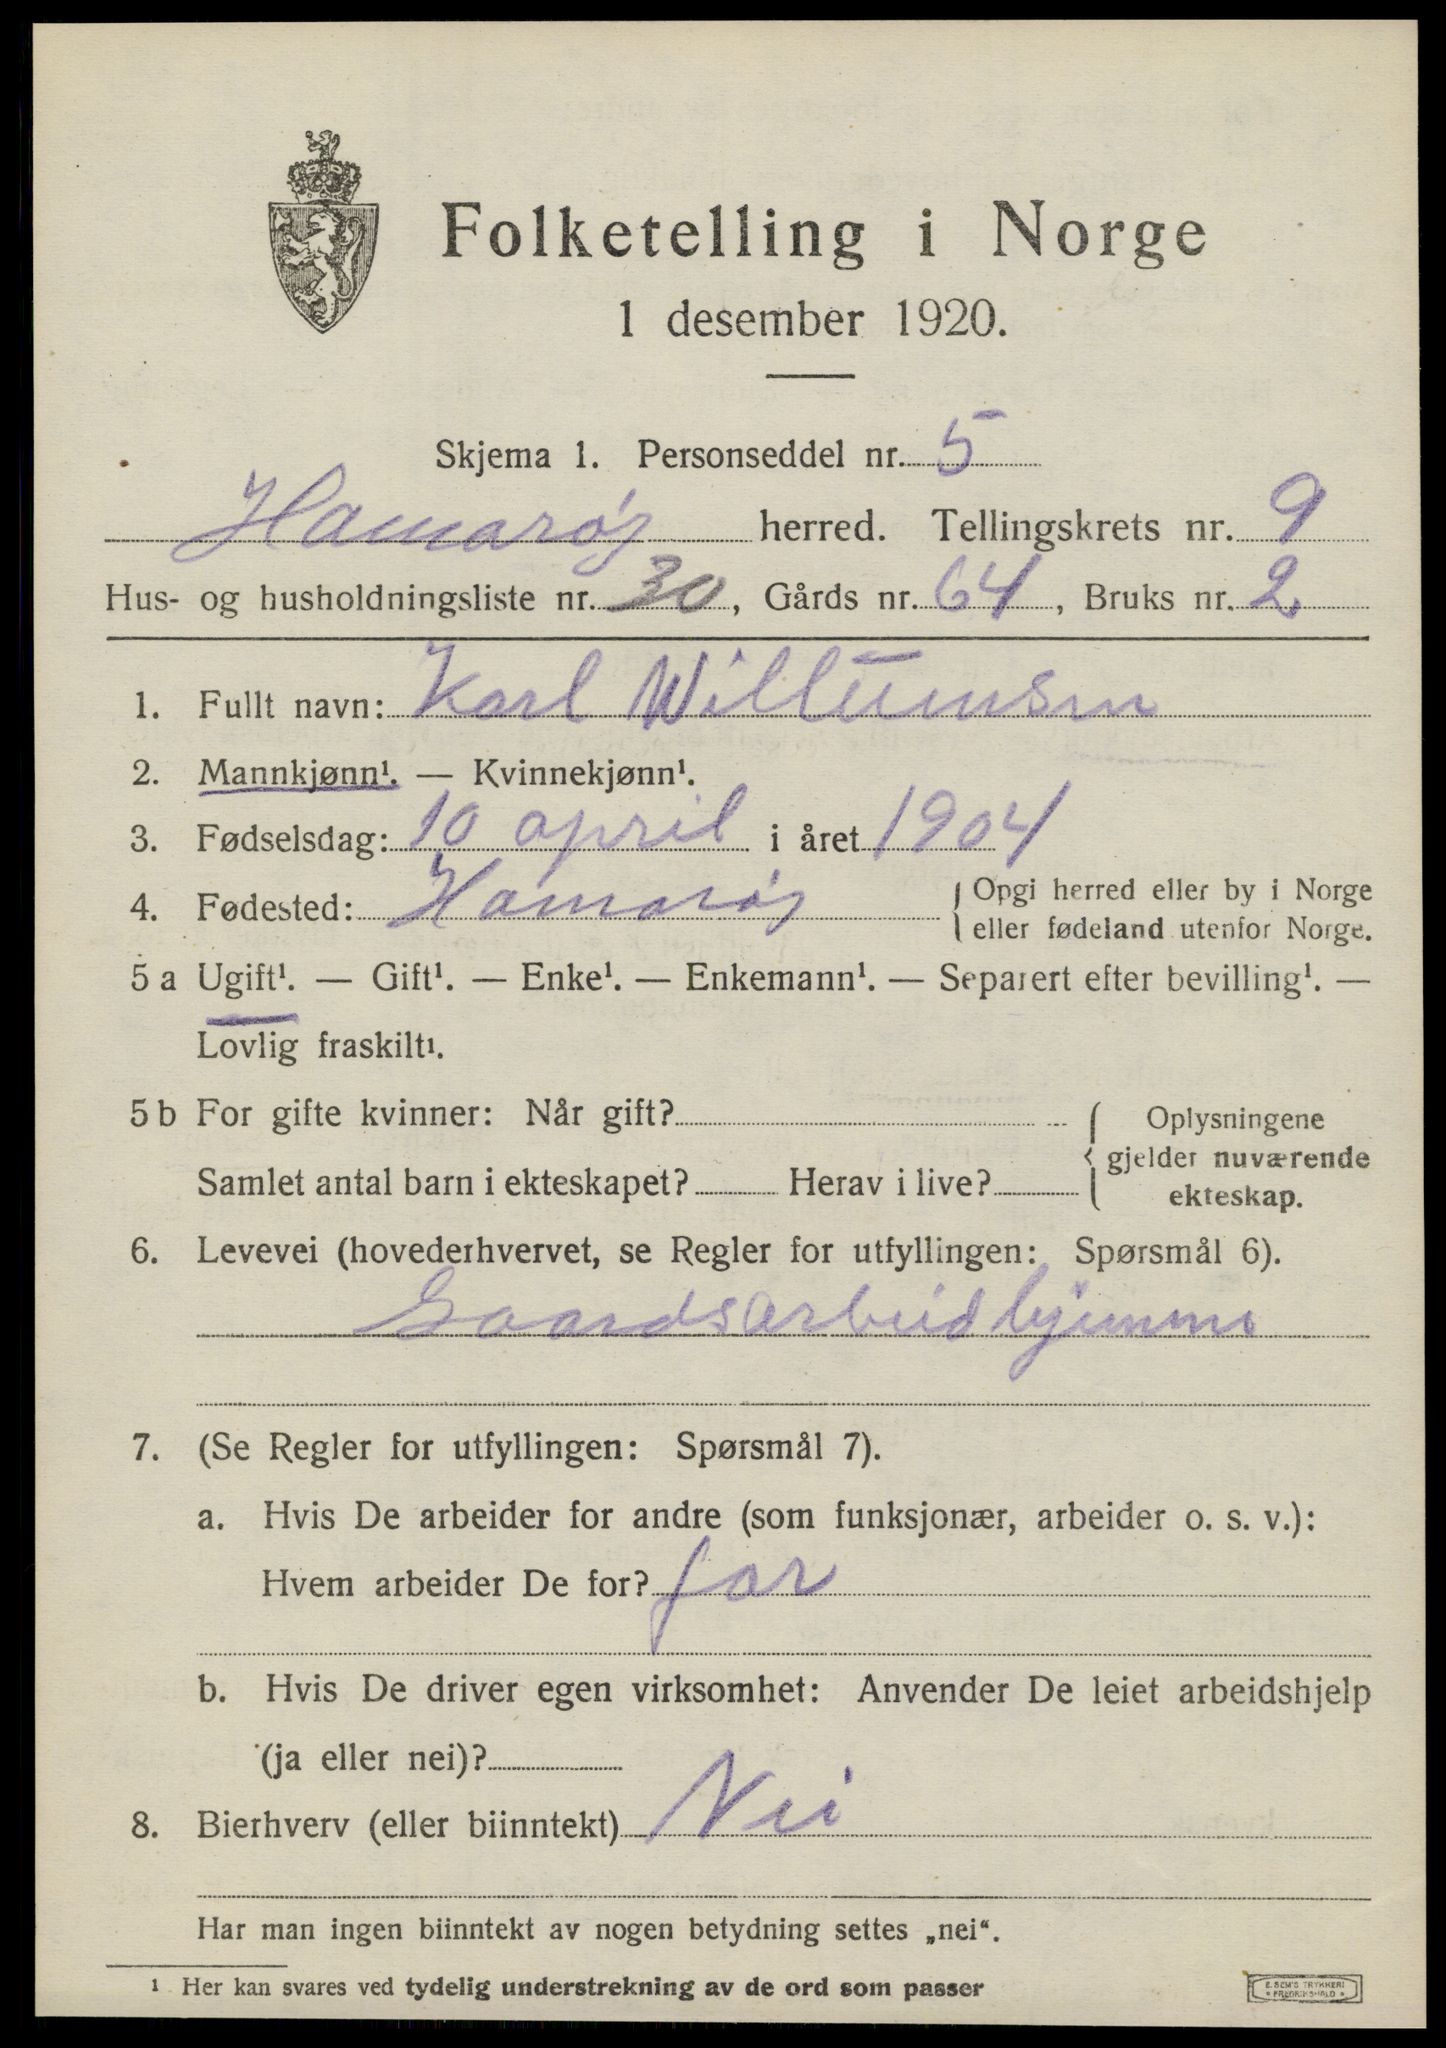 Folketelling i Norge
1 desember 1920.
Skjema 1. Personseddel nr. 5
Hamarøy herred. Tellingskrets nr. 9
Hus- og husholdningsliste nr. 30, Gårds nr. 64, Bruks nr. 2
1. Fullt navn: Karl Willumsen
2. Mannkjønn¹. — Kvinnekjønn¹.
3. Fødselsdag: 10 april i året 1904
4. Fødested: Hamarøy { Opgi herred eller by i Norge
eller fødeland utenfor Norge.
5 a Ugift¹. — Gift¹. — Enke¹. — Enkemann¹. — Separert efter bevilling¹. —
Lovlig fraskilt¹.
5 b For gifte kvinner: Når gift? { Oplysningene
gjelder nuværende
Samlet antal barn i ekteskapet? Herav i live? ekteskap.
6. Levevei (hovederhvervet, se Regler for utfyllingen: Spørsmål 6).
Gaardsarbeid hjemme
7. (Se Regler for utfyllingen: Spørsmål 7).
a. Hvis De arbeider for andre (som funksjonær, arbeider o. s. v.):
Hvem arbeider De for? far
b. Hvis De driver egen virksomhet: Anvender De leiet arbeidshjelp
(ja eller nei)?
8. Bierhverv (eller biinntekt) Nei
Har man ingen biinntekt av nogen betydning settes „nei“.
¹ Her kan svares ved tydelig understrekning av de ord som passer
E. SEM'S TRYKKERI
FREDRIKSHALD